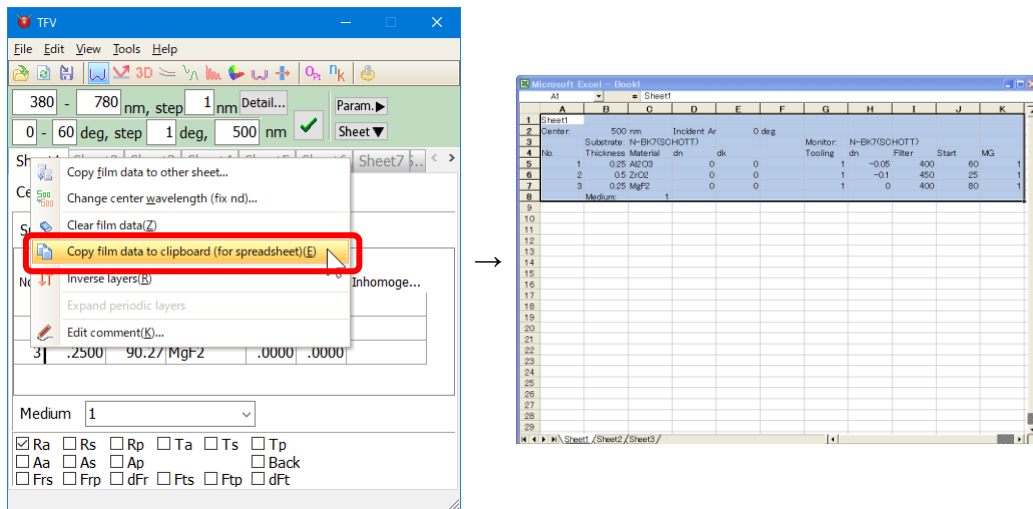 TFV
File Edit View Tools Help
3D OPt nK
380 - 780 nm, step 1 nm Detail... Param.▶
0 - 60 deg, step 1 deg, 500 nm Sheet▼
Sheet7
Copy film data to other sheet...
Change center wavelength (fix nd)...
Clear film data(Z)
Copy film data to clipboard (for spreadsheet)(E)
Inverse layers(R) Inhomoge...
Expand periodic layers
Edit comment(K)...
3 .2500 90.27 MgF2 .0000 .0000
Medium 1
Ra Rs Rp Ta Ts Tp
Aa As Ap Back
Frs Frp dFr Fts Ftp dFt
→
Microsoft Excel - Book1
A1 = Sheet1
A B C D E F G H I J K
1 Sheet1
2 Center: 500 nm Incident Ar 0 deg
3 Substrate: N-BK7(SCHOTT) Monitor: N-BK7(SCHOTT)
4 No. Thickness Material dn dk Tooling dn Filter Start MG
5 1 0.25 Al2O3 0 0 1 -0.05 400 60 1
6 2 0.5 ZrO2 0 0 1 -0.1 450 25 1
7 3 0.25 MgF2 0 0 1 0 400 80 1
8 Medium: 1
9
10
11
12
13
14
15
16
17
18
19
20
21
22
23
24
25
26
27
28
29
Sheet1 / Sheet2 / Sheet3 /